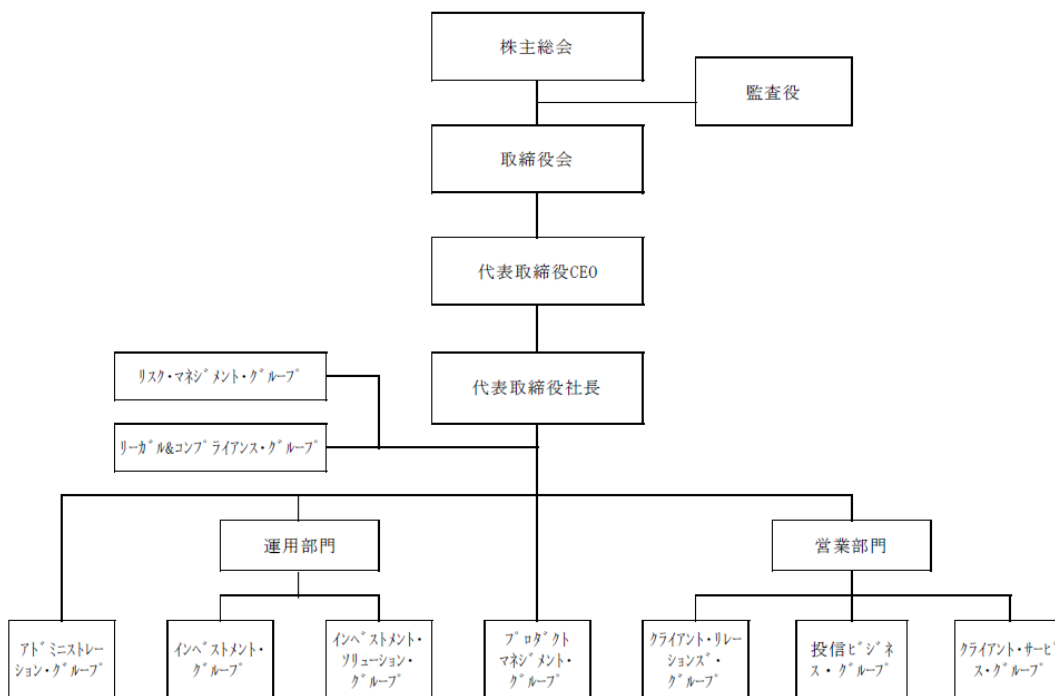 株主総会
監査役
取締役会
代表取締役CEO
代表取締役社長
ﾘｽｸ・ﾏﾈｼﾞﾒﾝﾄ・ｸﾞﾙｰﾌﾟ
ﾘｰｶﾞﾙ&ｺﾝﾌﾟﾗｲｱﾝｽ・ｸﾞﾙｰﾌﾟ
運用部門
営業部門
ｱﾄﾞﾐﾆｽﾄﾚｰ
ｼｮﾝ・ｸﾞﾙｰﾌﾟ
ｲﾝﾍﾞｽﾄﾒﾝﾄ・
ｸﾞﾙｰﾌﾟ
ｲﾝﾍﾞｽﾄﾒﾝﾄ・
ｿﾘｭｰｼｮﾝ・
ｸﾞﾙｰﾌﾟ
ﾌﾟﾛﾀﾞｸﾄ
ﾏﾈｼﾞﾒﾝﾄ・
ｸﾞﾙｰﾌﾟ
ｸﾗｲｱﾝﾄ・ﾘﾚｰ
ｼｮﾝｽﾞ・
ｸﾞﾙｰﾌﾟ
投信ﾋﾞｼﾞﾈ
ｽ・ｸﾞﾙｰﾌﾟ
ｸﾗｲｱﾝﾄ・ｻｰﾋﾞ
ｽ・ｸﾞﾙｰﾌﾟ